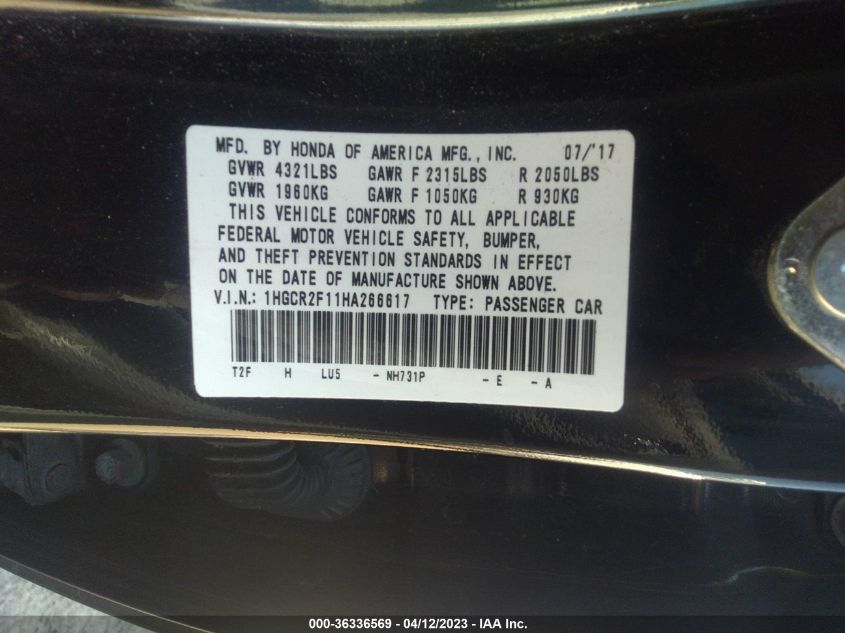 MFD. BY HONDA OF AMERICA MFG., INC. 07/'17
GVWR 4321LBS GAWR F 2315LBS R 2050LBS
GVWR 1960KG GAWR F 1050KG R 930KG
THIS VEHICLE CONFORMS TO ALL APPLICABLE
FEDERAL MOTOR VEHICLE SAFETY, BUMPER,
AND THEFT PREVENTION STANDARDS IN EFFECT
ON THE DATE OF MANUFACTURE SHOWN ABOVE.
V.I.N.: 1HGCR2F11HA266617 TYPE: PASSENGER CAR
T2F H LU5 - NH731P - E - A
000-36336569 - 04/12/2023 - IAA Inc.